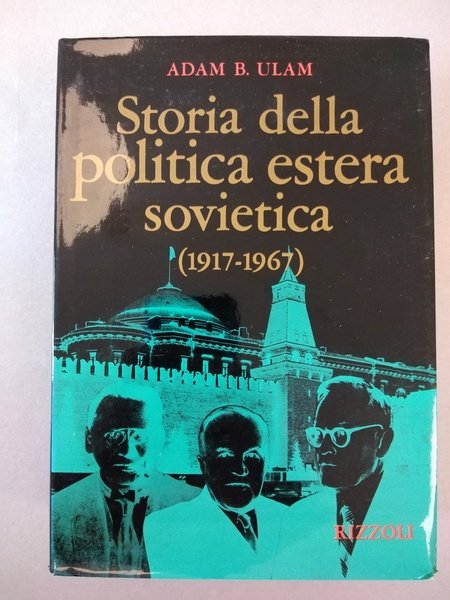 ADAM B. ULAM
Storia della
politica estera
sovietica
(1917-1967)
RIZZOLI